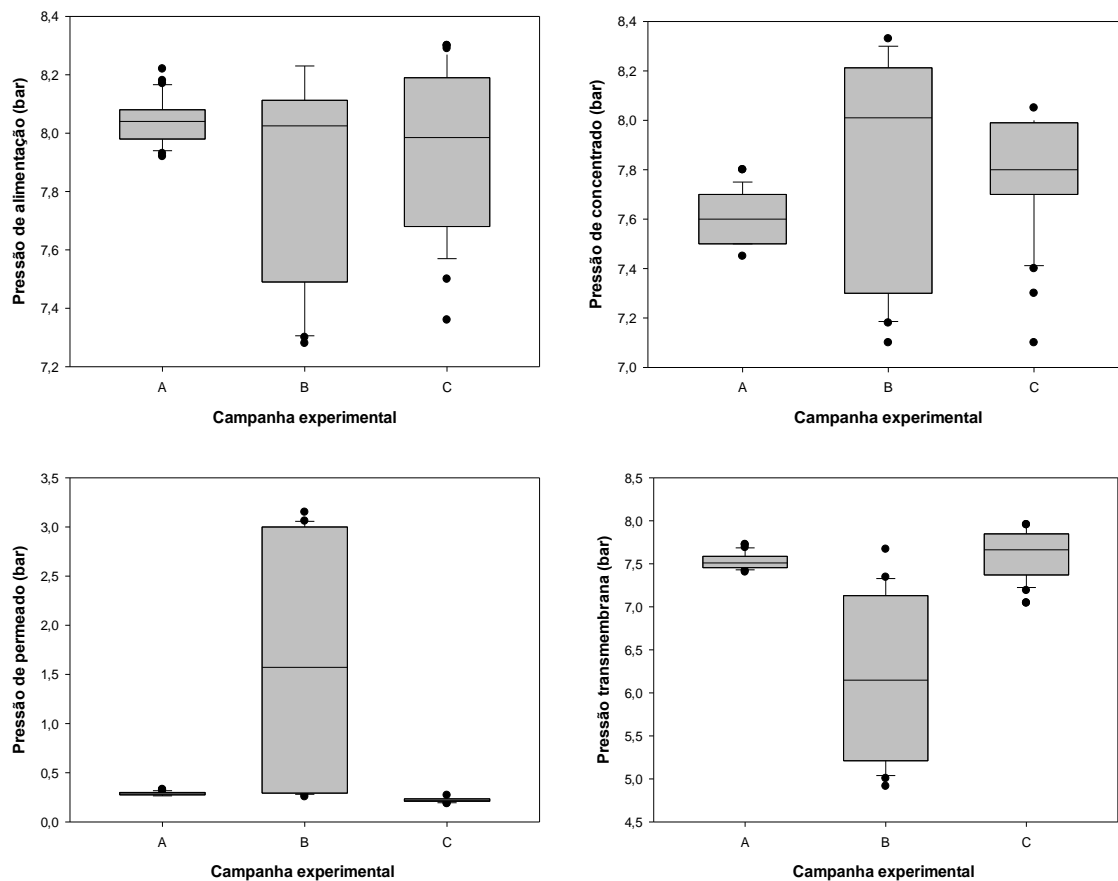 Pressão de alimentação (bar)
8,4
8,2
8,0
7,8
7,6
7,4
7,2
A B C
Campanha experimental
Pressão de concentrado (bar)
8,4
8,2
8,0
7,8
7,6
7,4
7,2
7,0
A B C
Campanha experimental
Pressão de permeado (bar)
3,5
3,0
2,5
2,0
1,5
1,0
0,5
0,0
A B C
Campanha experimental
Pressão transmembrana (bar)
8,5
8,0
7,5
7,0
6,5
6,0
5,5
5,0
4,5
A B C
Campanha experimental